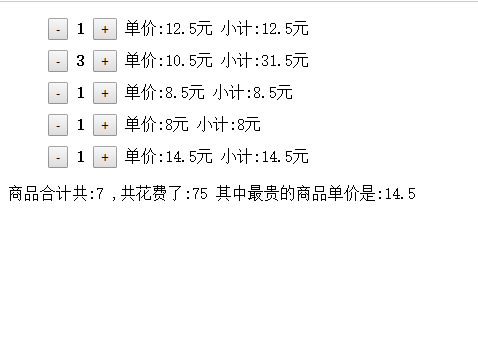 - 1 + 单价:12.5元 小计:12.5元
- 3 + 单价:10.5元 小计:31.5元
- 1 + 单价:8.5元 小计:8.5元
- 1 + 单价:8元 小计:8元
- 1 + 单价:14.5元 小计:14.5元
商品合计共:7 ,共花费了:75 其中最贵的商品单价是:14.5